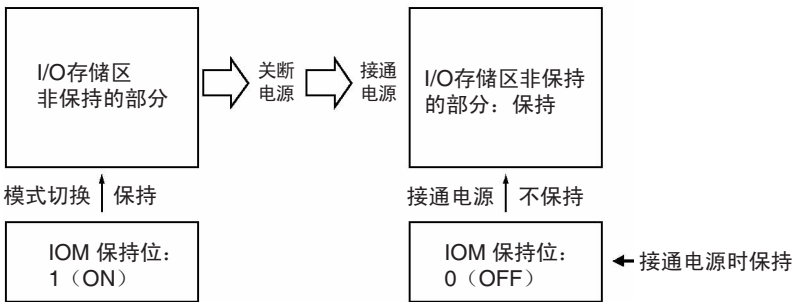 I/O存储区
非保持的部分
关断
电源
接通
电源
I/O存储区非保持
的部分：保持
模式切换 保持
接通电源 不保持
IOM 保持位：
1（ON）
IOM 保持位：
0（OFF）
接通电源时保持